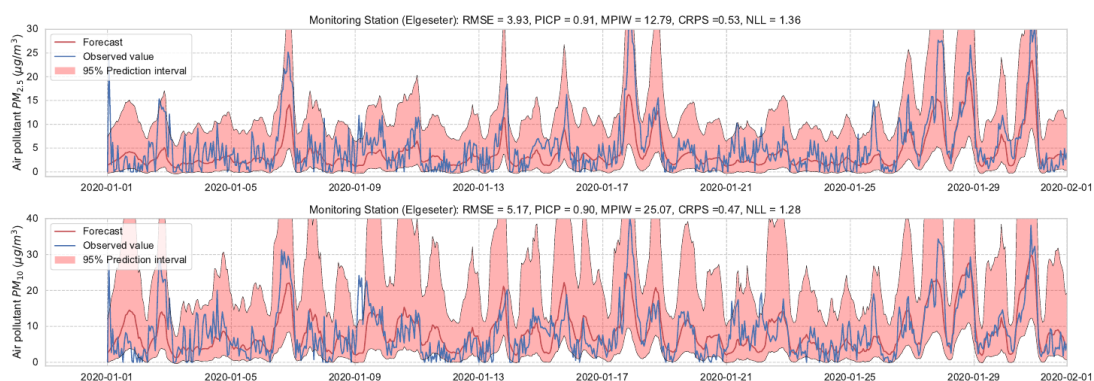 Monitoring Station (Elgeseter): RMSE = 3.93, PICP = 0.91, MPIW = 12.79, CRPS =0.53, NLL = 1.36
Air pollutant PM2.5 (μg/m³)
30
25
20
15
10
5
0
Forecast
Observed value
95% Prediction interval
2020-01-01 2020-01-05 2020-01-09 2020-01-13 2020-01-17 2020-01-21 2020-01-25 2020-01-29 2020-02-01
Monitoring Station (Elgeseter): RMSE = 5.17, PICP = 0.90, MPIW = 25.07, CRPS =0.47, NLL = 1.28
Air pollutant PM10 (μg/m³)
40
30
20
10
0
Forecast
Observed value
95% Prediction interval
2020-01-01 2020-01-05 2020-01-09 2020-01-13 2020-01-17 2020-01-21 2020-01-25 2020-01-29 2020-02-01